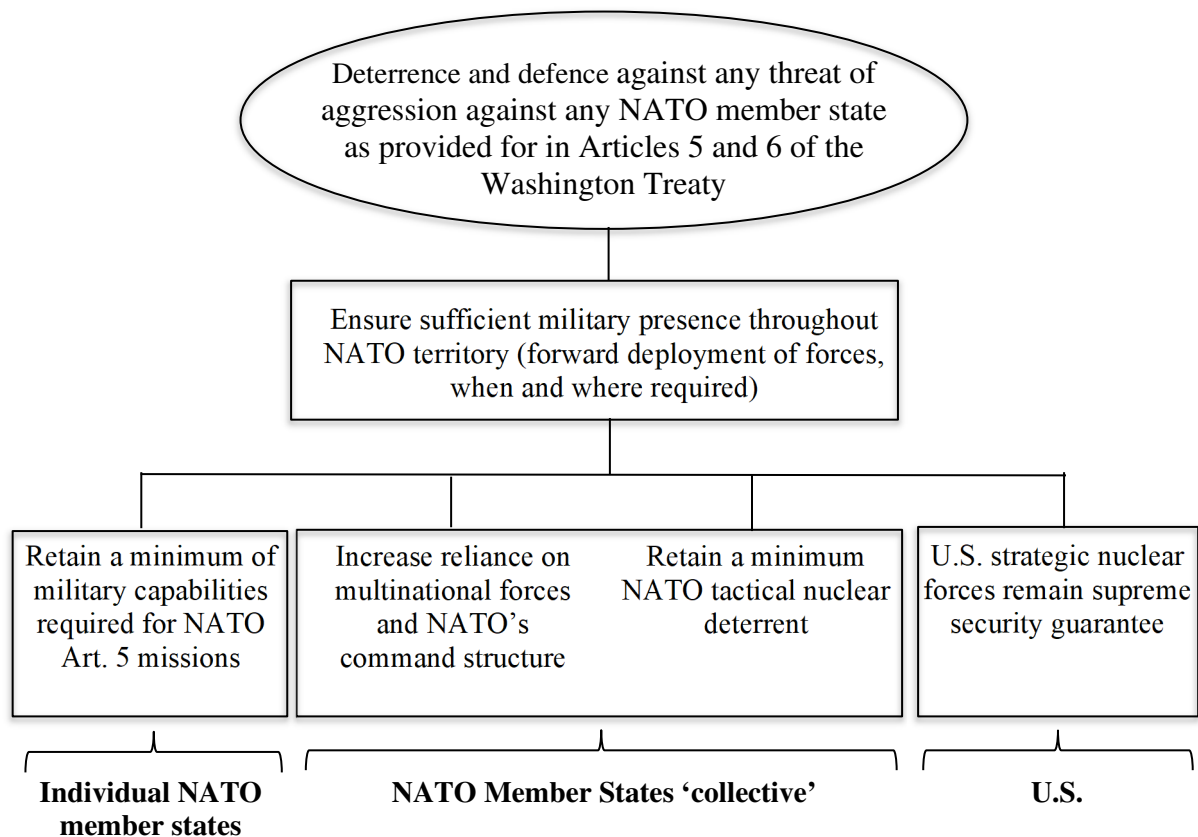 Deterrence and defence against any threat of
aggression against any NATO member state
as provided for in Articles 5 and 6 of the
Washington Treaty
Ensure sufficient military presence throughout
NATO territory (forward deployment of forces,
when and where required)
Retain a minimum of
military capabilities
required for NATO
Art. 5 missions
Increase reliance on
multinational forces
and NATO’s
command structure
Retain a minimum
NATO tactical nuclear
deterrent
U.S. strategic nuclear
forces remain supreme
security guarantee
Individual NATO
member states
NATO Member States ‘collective’
U.S.